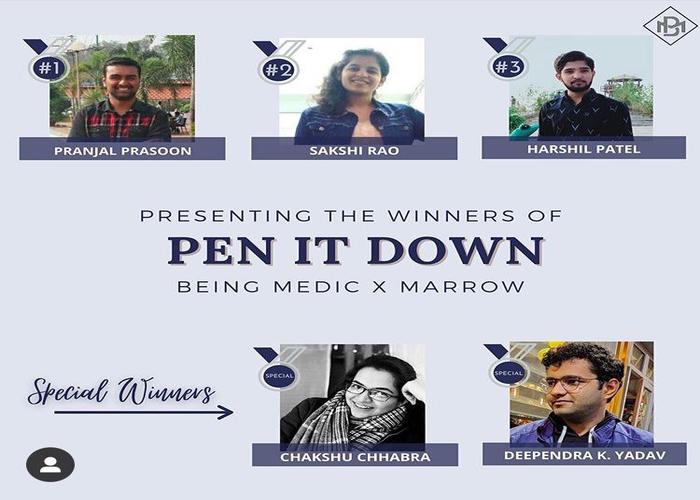 BM
#1
#2
#3
PRANJAL PRASOON
SAKSHI RAO
HARSHIL PATEL
PRESENTING THE WINNERS OF
PEN IT DOWN
BEING MEDIC X MARROW
Special Winners
SPECIAL
SPECIAL
CHAKSHU CHHABRA
DEEPENDRA K. YADAV